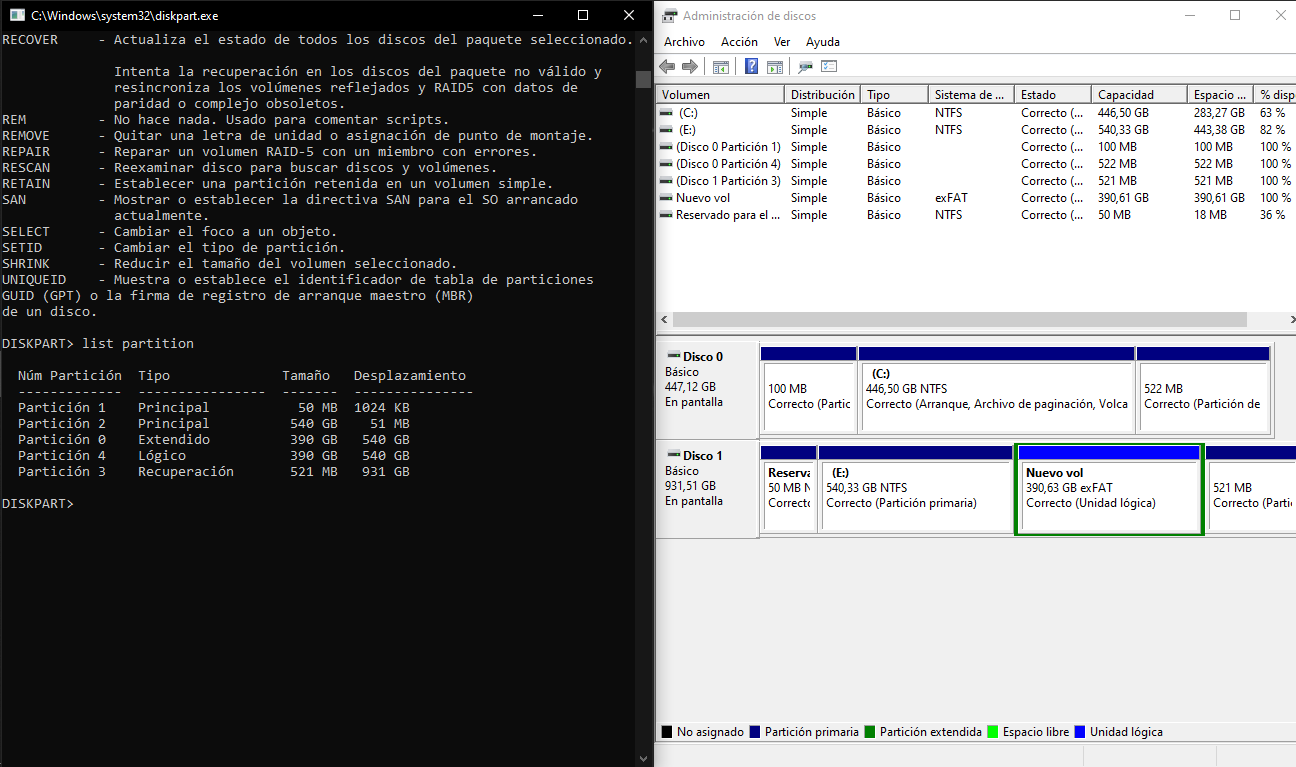 C:\Windows\system32\diskpart.exe
RECOVER - Actualiza el estado de todos los discos del paquete seleccionado.
Intenta la recuperación en los discos del paquete no válido y
resincroniza los volúmenes reflejados y RAID5 con datos de
paridad o complejo obsoletos.
REM - No hace nada. Usado para comentar scripts.
REMOVE - Quitar una letra de unidad o asignación de punto de montaje.
REPAIR - Reparar un volumen RAID-5 con un miembro con errores.
RESCAN - Reexaminar disco para buscar discos y volúmenes.
RETAIN - Establecer una partición retenida en un volumen simple.
SAN - Mostrar o establecer la directiva SAN para el SO arrancado
actualmente.
SELECT - Cambiar el foco a un objeto.
SETID - Cambiar el tipo de partición.
SHRINK - Reducir el tamaño del volumen seleccionado.
UNIQUEID - Muestra o establece el identificador de tabla de particiones
GUID (GPT) o la firma de registro de arranque maestro (MBR)
de un disco.
DISKPART> list partition
Núm Partición Tipo Tamaño Desplazamiento
------------- ---------------- ------- ---------------
Partición 1 Principal 50 MB 1024 KB
Partición 2 Principal 540 GB 51 MB
Partición 0 Extendido 390 GB 540 GB
Partición 4 Lógico 390 GB 540 GB
Partición 3 Recuperación 521 MB 931 GB
DISKPART>
Administración de discos
Archivo Acción Ver Ayuda
Volumen Distribución Tipo Sistema de ... Estado Capacidad Espacio ... % disp
(C:) Simple Básico NTFS Correcto (... 446,50 GB 283,27 GB 63 %
(E:) Simple Básico NTFS Correcto (... 540,33 GB 443,38 GB 82 %
(Disco 0 Partición 1) Simple Básico Correcto (... 100 MB 100 MB 100 %
(Disco 0 Partición 4) Simple Básico Correcto (... 522 MB 522 MB 100 %
(Disco 1 Partición 3) Simple Básico Correcto (... 521 MB 521 MB 100 %
Nuevo vol Simple Básico exFAT Correcto (... 390,61 GB 390,61 GB 100 %
Reservado para el ... Simple Básico NTFS Correcto (... 50 MB 18 MB 36 %
Disco 0
Básico
447,12 GB
En pantalla
100 MB
Correcto (Partic
(C:)
446,50 GB NTFS
Correcto (Arranque, Archivo de paginación, Volca
522 MB
Correcto (Partición de
Disco 1
Básico
931,51 GB
En pantalla
Reserva
50 MB N
Correcto
(E:)
540,33 GB NTFS
Correcto (Partición primaria)
Nuevo vol
390,63 GB exFAT
Correcto (Unidad lógica)
521 MB
Correcto (Parti
No asignado Partición primaria Partición extendida Espacio libre Unidad lógica